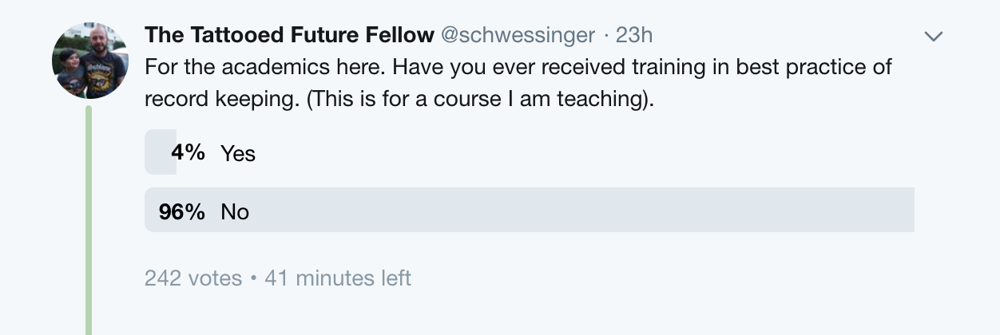 The Tattooed Future Fellow @schwessinger · 23h
For the academics here. Have you ever received training in best practice of
record keeping. (This is for a course I am teaching).
4% Yes
96% No
242 votes • 41 minutes left